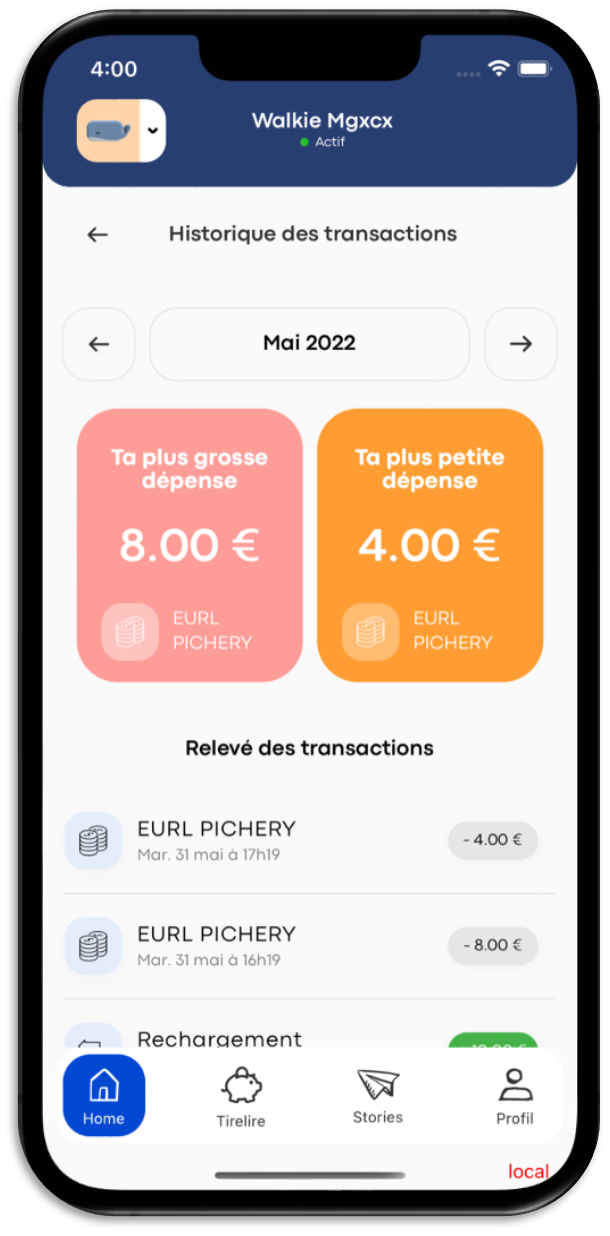 4:00
Walkie Mgxcx
Actif
Historique des transactions
Mai 2022
Ta plus grosse
dépense
8.00 €
EURL
PICHERY
Ta plus petite
dépense
4.00 €
EURL
PICHERY
Relevé des transactions
EURL PICHERY
Mar. 31 mai à 17h19
- 4.00 €
EURL PICHERY
Mar. 31 mai à 16h19
- 8.00 €
Rechargement
Home
Tirelire
Stories
Profil
local